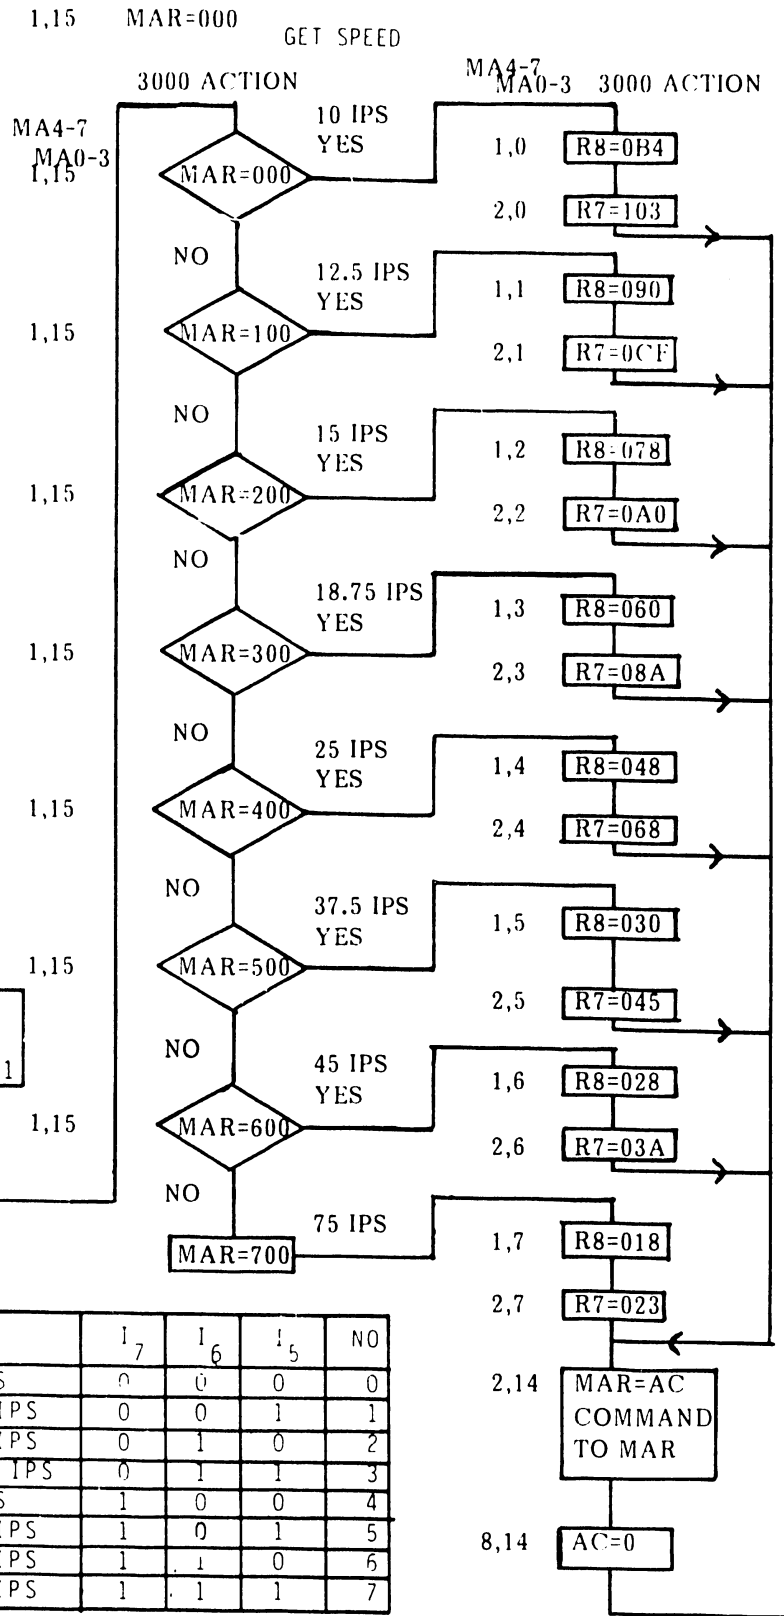 1,15 MAR=000
GET SPEED
3000 ACTION
MA4-7
MA0-3 3000 ACTION
MA4-7
MA0-3
10 IPS
YES
1,15 MAR=000
1,0 R8=0B4
2,0 R7=103
NO
12.5 IPS
YES
1,15 MAR=100
1,1 R8=090
2,1 R7=0CF
NO
15 IPS
YES
1,15 MAR=200
1,2 R8=078
2,2 R7=0A0
NO
18.75 IPS
YES
1,15 MAR=300
1,3 R8=060
2,3 R7=08A
NO
25 IPS
YES
1,15 MAR=400
1,4 R8=048
2,4 R7=068
NO
37.5 IPS
YES
1,15 MAR=500
1,5 R8=030
2,5 R7=045
1
NO
45 IPS
YES
1,15 MAR=600
1,6 R8=028
2,6 R7=03A
NO
75 IPS
MAR=700
1,7 R8=018
2,7 R7=023
2,14 MAR=AC
COMMAND
TO MAR
8,14 AC=0
I7 I6 I5 NO
S 0 0 0 0
IPS 0 0 1 1
IPS 0 1 0 2
IPS 0 1 1 3
S 1 0 0 4
IPS 1 0 1 5
IPS 1 1 0 6
IPS 1 1 1 7